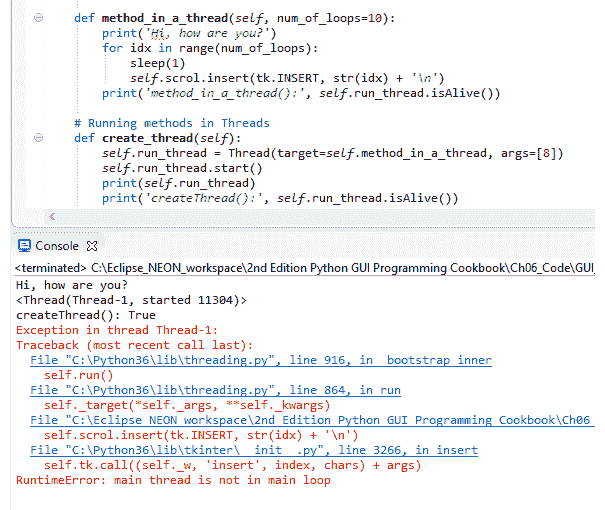 def method_in_a_thread(self, num_of_loops=10):
print('Hi, how are you?')
for idx in range(num_of_loops):
sleep(1)
self.scrol.insert(tk.INSERT, str(idx) + '\n')
print('method_in_a_thread():', self.run_thread.isAlive())
# Running methods in Threads
def create_thread(self):
self.run_thread = Thread(target=self.method_in_a_thread, args=[8])
self.run_thread.start()
print(self.run_thread)
print('createThread():', self.run_thread.isAlive())
Console
<terminated> C:\Eclipse_NEON_workspace\2nd Edition Python GUI Programming Cookbook\Ch06_Code\GUI_
Hi, how are you?
<Thread(Thread-1, started 11304)>
createThread(): True
Exception in thread Thread-1:
Traceback (most recent call last):
File "C:\Python36\lib\threading.py", line 916, in _bootstrap_inner
self.run()
File "C:\Python36\lib\threading.py", line 864, in run
self._target(*self._args, **self._kwargs)
File "C:\Eclipse_NEON_workspace\2nd Edition Python GUI Programming Cookbook\Ch06_
self.scrol.insert(tk.INSERT, str(idx) + '\n')
File "C:\Python36\lib\tkinter\__init__.py", line 3266, in insert
self.tk.call((self._w, 'insert', index, chars) + args)
RuntimeError: main thread is not in main loop